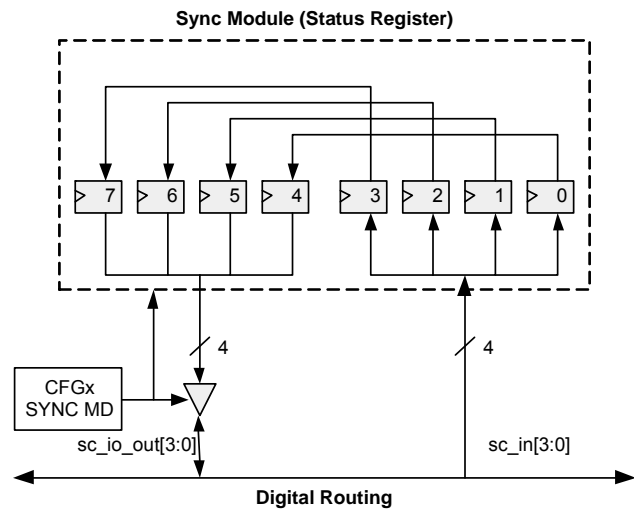 Sync Module (Status Register)
7 6 5 4 3 2 1 0
4 4
CFGx
SYNC MD
sc_io_out[3:0] sc_in[3:0]
Digital Routing